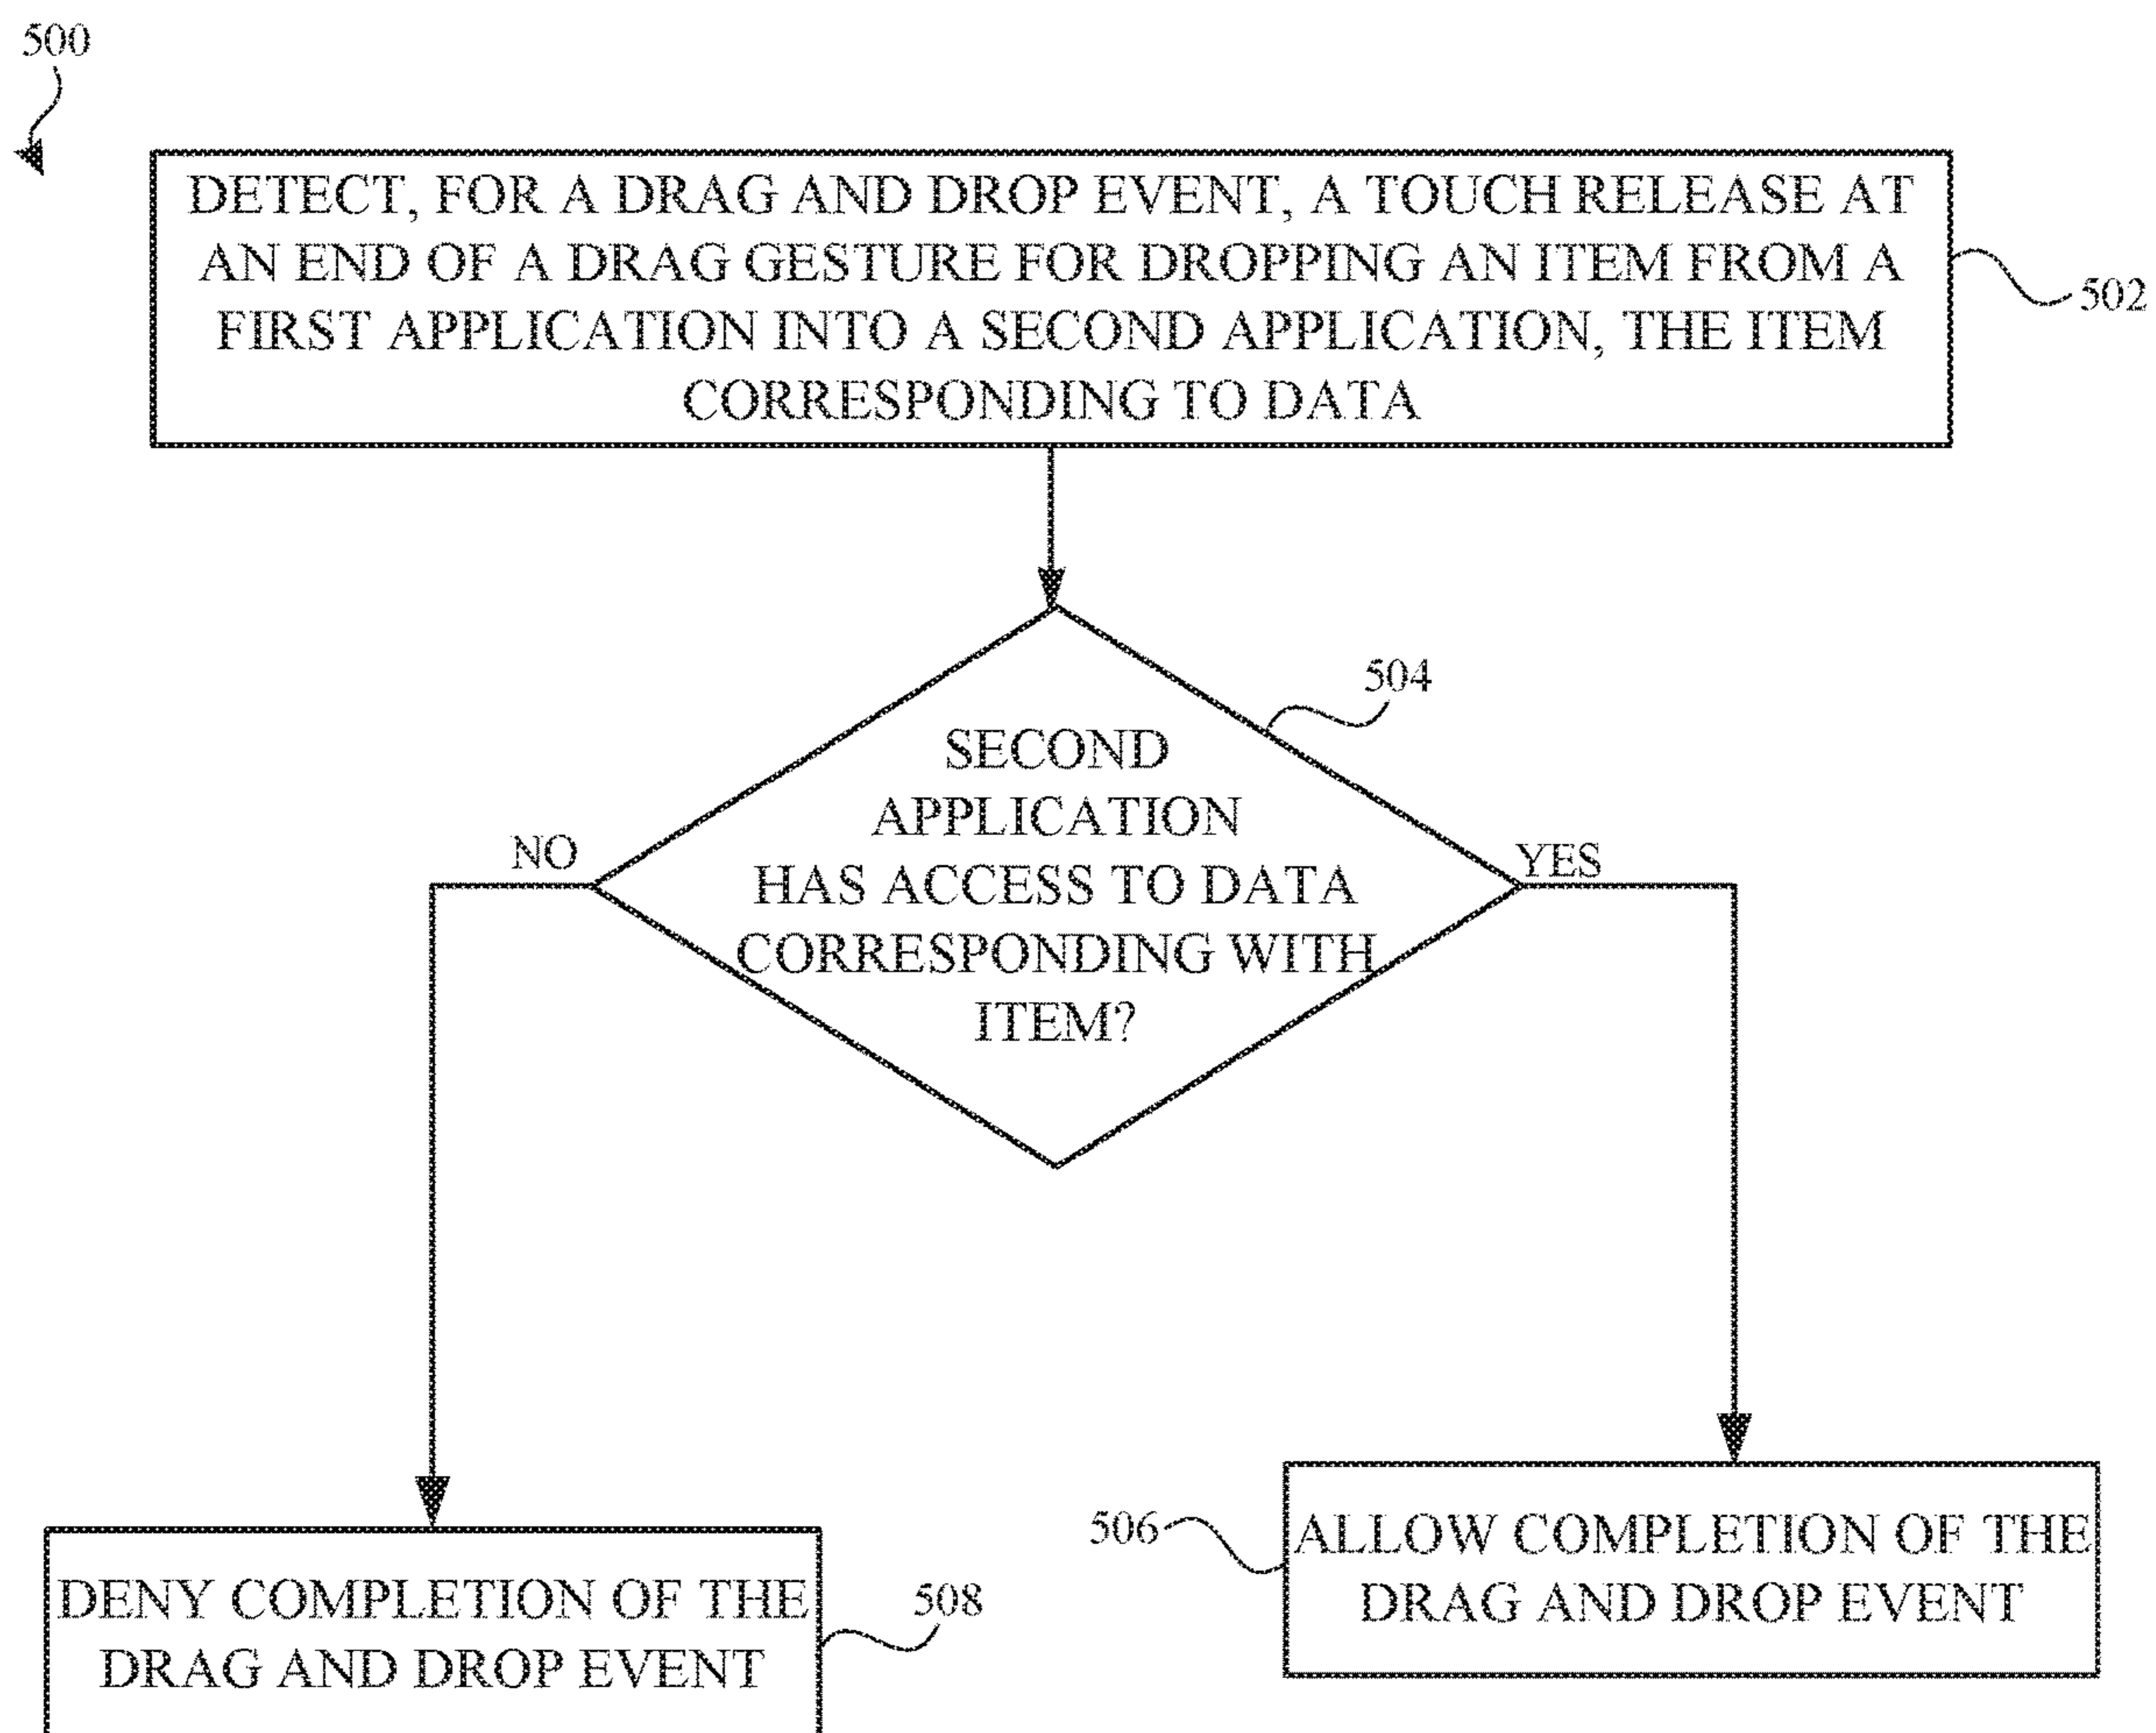 500
DETECT, FOR A DRAG AND DROP EVENT, A TOUCH RELEASE AT
AN END OF A DRAG GESTURE FOR DROPPING AN ITEM FROM A
FIRST APPLICATION INTO A SECOND APPLICATION, THE ITEM
CORRESPONDING TO DATA
502
504
SECOND
APPLICATION
HAS ACCESS TO DATA
CORRESPONDING WITH
ITEM?
NO
YES
506
ALLOW COMPLETION OF THE
DRAG AND DROP EVENT
DENY COMPLETION OF THE
DRAG AND DROP EVENT
508